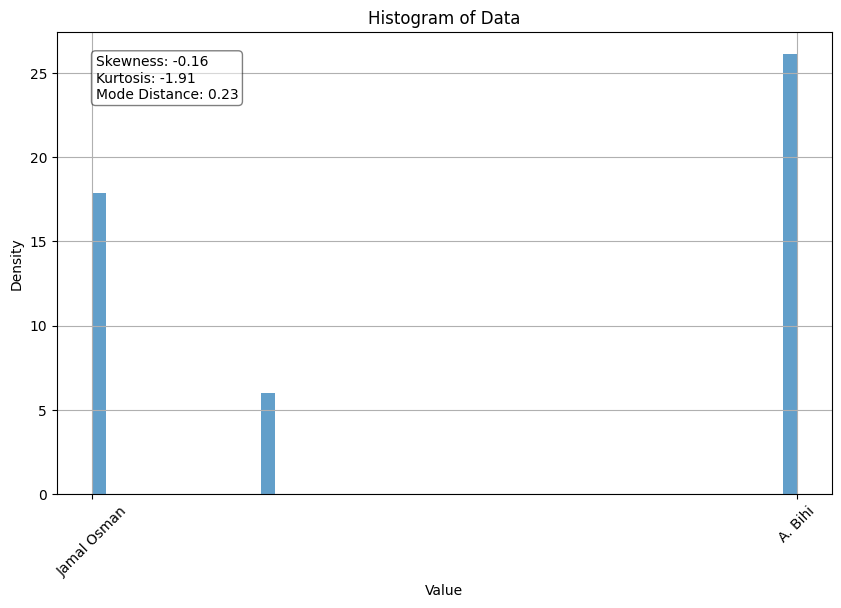 Histogram of Data
Skewness: -0.16
Kurtosis: -1.91
Mode Distance: 0.23
25
20
15
10
5
0
Density
Jamal Osman
A. Bihi
Value